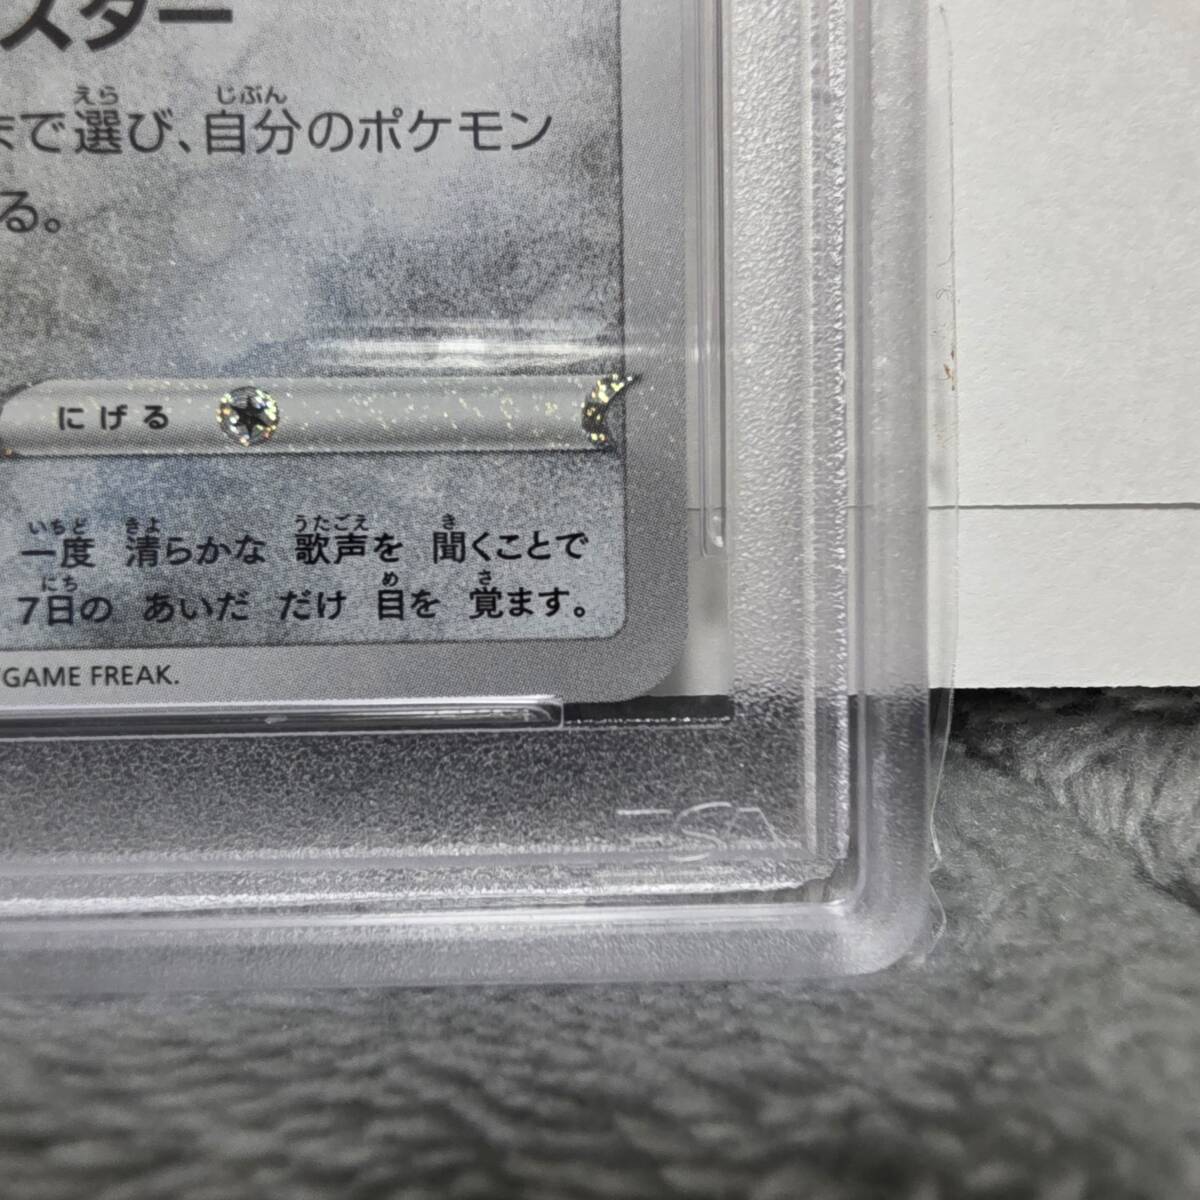 スター
まで選び、自分のポケモン
えら じぶん
る。
にげる
いちど きよ うたごえ き
一度 清らかな 歌声を 聞くことで
にち め さ
7日の あいだ だけ 目を 覚ます。
GAME FREAK.
PSA